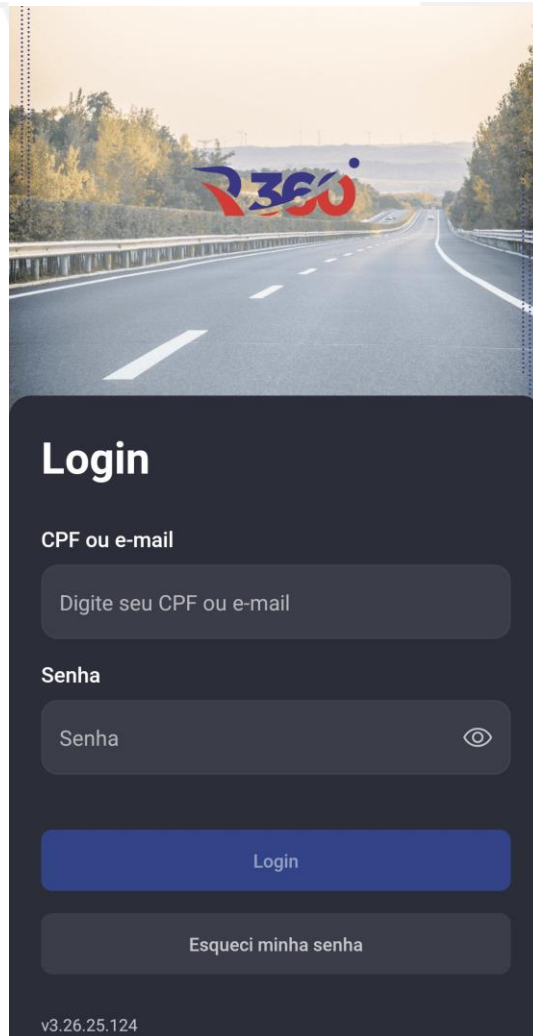 R360
Login
CPF ou e-mail
Digite seu CPF ou e-mail
Senha
Senha
Login
Esqueci minha senha
v3.26.25.124